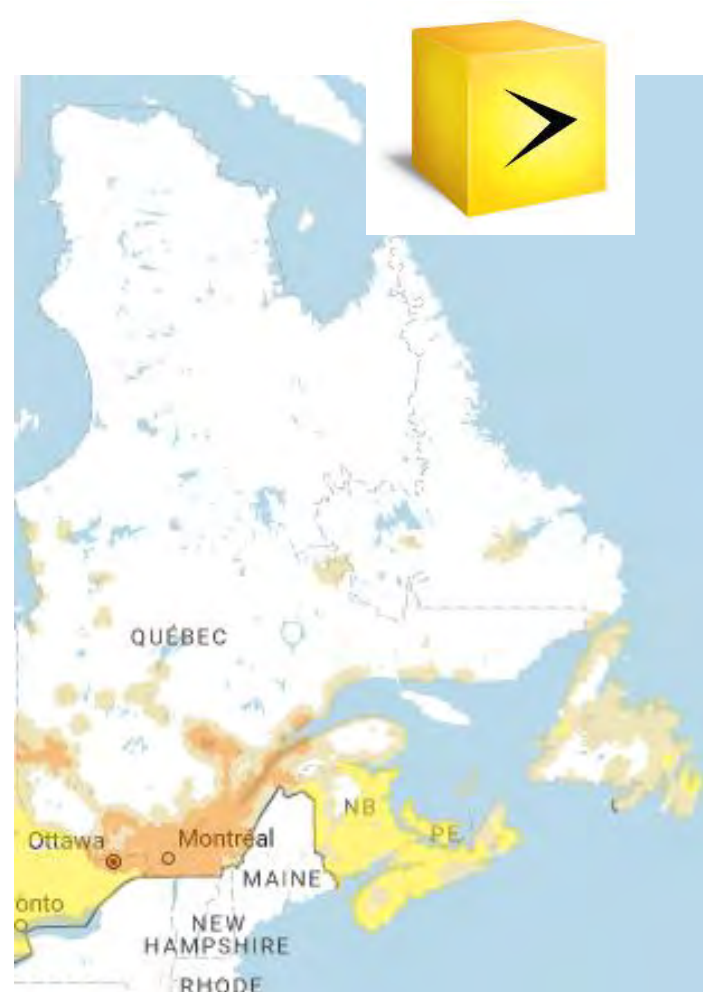 QUÉBEC
NB
PE
Ottawa
Montréal
MAINE
onto
NEW
HAMPSHIRE
RHODE